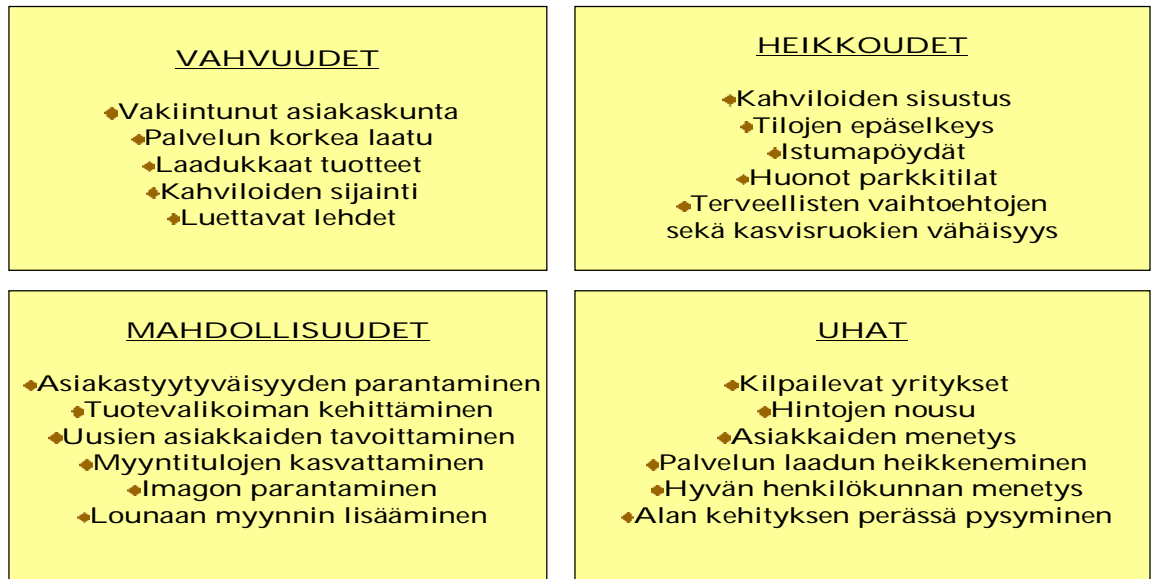 VAHVUUDET
Vakiintunut asiakaskunta
Palvelun korkea laatu
Laadukkaat tuotteet
Kahviloiden sijainti
Luettavat lehdet
HEIKKOUDET
Kahviloiden sisustus
Tilojen epäselkeys
Istumapöydät
Huonot parkkitilat
Terveellisten vaihtoehtojen
sekä kasvisruokien vähäisyys
MAHDOLLISUUDET
Asiakastyytyväisyyden parantaminen
Tuotevalikoiman kehittäminen
Uusien asiakkaiden tavoittaminen
Myyntitulojen kasvattaminen
Imagon parantaminen
Lounaan myynnin lisääminen
UHAT
Kilpailevat yritykset
Hintojen nousu
Asiakkaiden menetys
Palvelun laadun heikkeneminen
Hyvän henkilökunnan menetys
Alan kehityksen perässä pysyminen